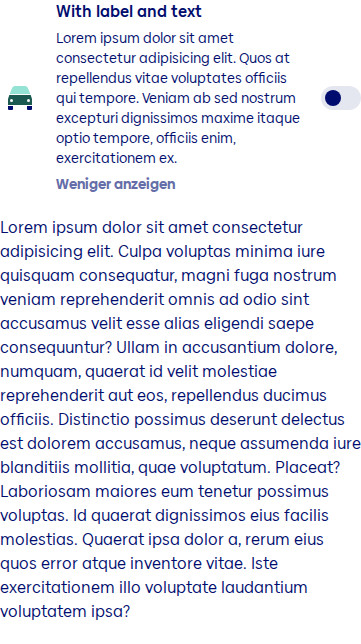 With label and text
Lorem ipsum dolor sit amet
consectetur adipisicing elit. Quos at
repellendus vitae voluptates officiis
qui tempore. Veniam ab sed nostrum
excepturi dignissimos maxime itaque
optio tempore, officiis enim,
exercitationem ex.
Weniger anzeigen
Lorem ipsum dolor sit amet consectetur
adipisicing elit. Culpa voluptas minima iure
quisquam consequatur, magni fuga nostrum
veniam reprehenderit omnis ad odio sint
accusamus velit esse alias eligendi saepe
consequuntur? Ullam in accusantium dolore,
numquam, quaerat id velit molestiae
reprehenderit aut eos, repellendus ducimus
officiis. Distinctio possimus deserunt delectus
est dolorem accusamus, neque assumenda iure
blanditiis mollitia, quae voluptatum. Placeat?
Laboriosam maiores eum tenetur possimus
voluptas. Id quaerat dignissimos eius facilis
molestias. Quaerat ipsa dolor a, rerum eius
quos error atque inventore vitae. Iste
exercitationem illo voluptate laudantium
voluptatem ipsa?